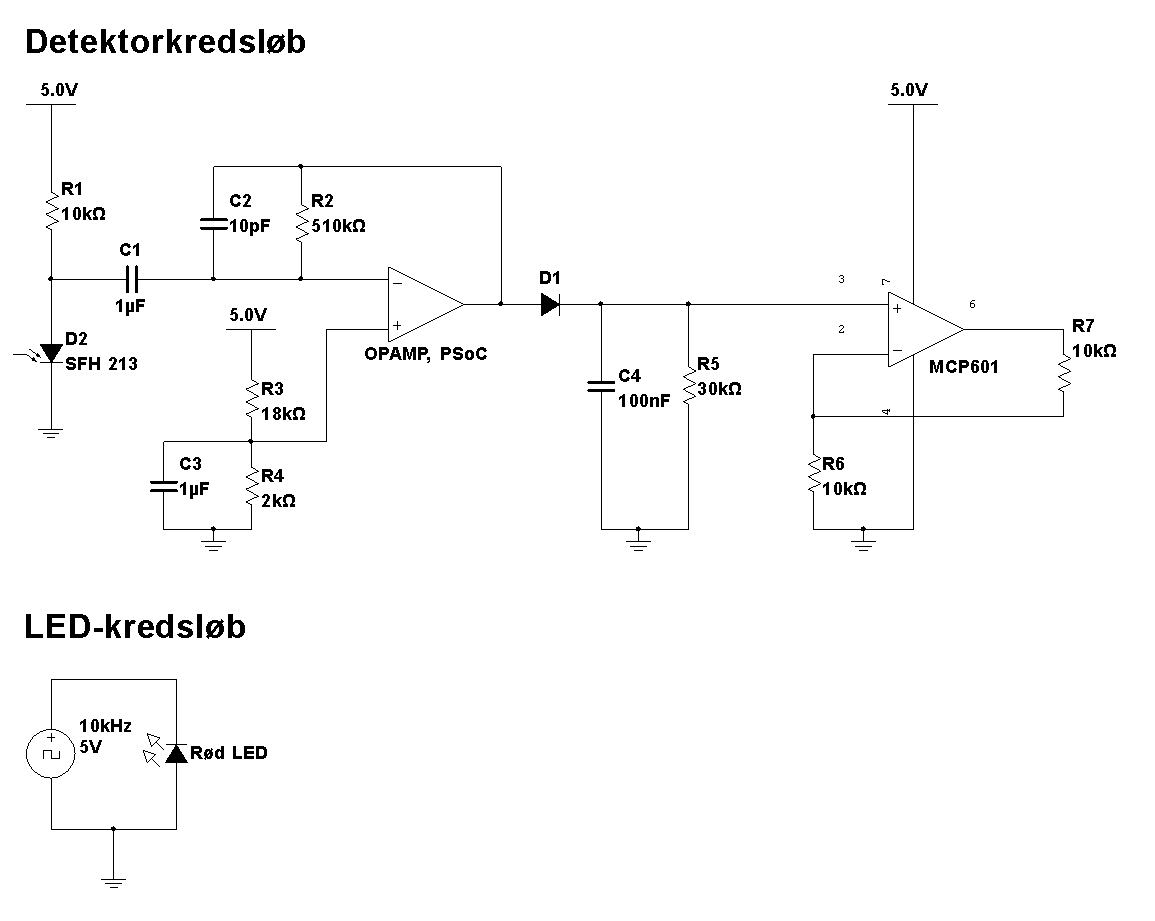 Detektorkredsløb
5.0V
5.0V
R1
10kΩ
C2
10pF
R2
510kΩ
C1
1µF
D1
3
7
6
5.0V
2
R7
10kΩ
D2
SFH 213
OPAMP, PSoC
MCP601
R3
18kΩ
C4
100nF
R5
30kΩ
4
C3
1µF
R4
2kΩ
R6
10kΩ
LED-kredsløb
10kHz
5V
Rød LED